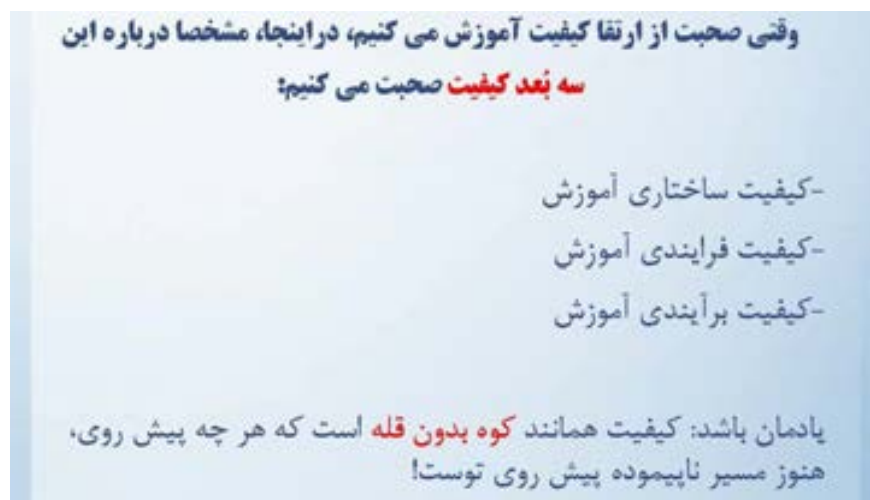 وقتی صحبت از ارتقا کیفیت آموزش می کنیم، دراینجا، مشخصا درباره این
سه بُعد کیفیت صحبت می کنیم:
-کیفیت ساختاری آموزش
-کیفیت فرایندی آموزش
-کیفیت برآیندی آموزش
یادمان باشد: کیفیت همانند کوه بدون قله است که هر چه پیش روی،
هنوز مسیر ناپیموده پیش روی توست!